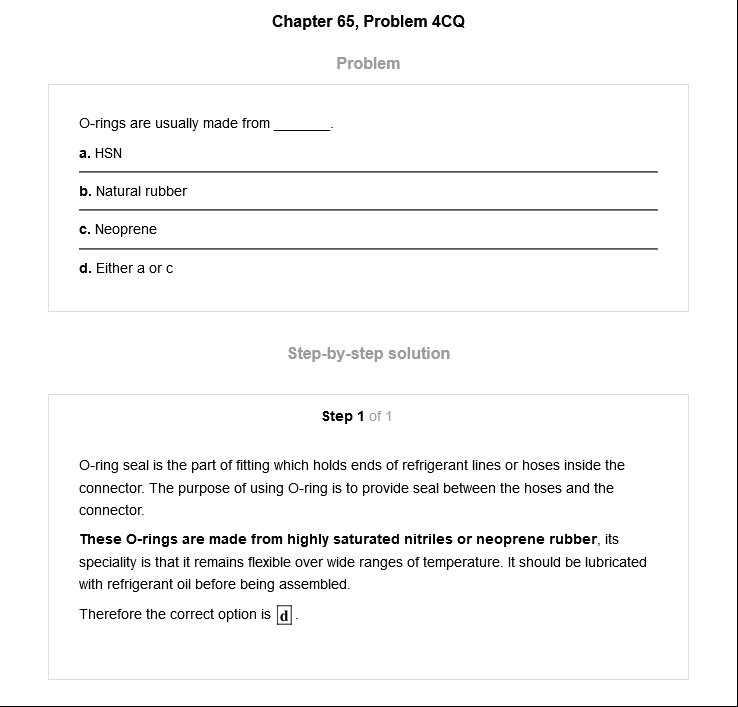 Chapter 65, Problem 4CQ
Problem
O-rings are usually made from _______.
a. HSN
b. Natural rubber
c. Neoprene
d. Either a or c
Step-by-step solution
Step 1 of 1
O-ring seal is the part of fitting which holds ends of refrigerant lines or hoses inside the
connector. The purpose of using O-ring is to provide seal between the hoses and the
connector.
These O-rings are made from highly saturated nitriles or neoprene rubber, its
speciality is that it remains flexible over wide ranges of temperature. It should be lubricated
with refrigerant oil before being assembled.
Therefore the correct option is d .